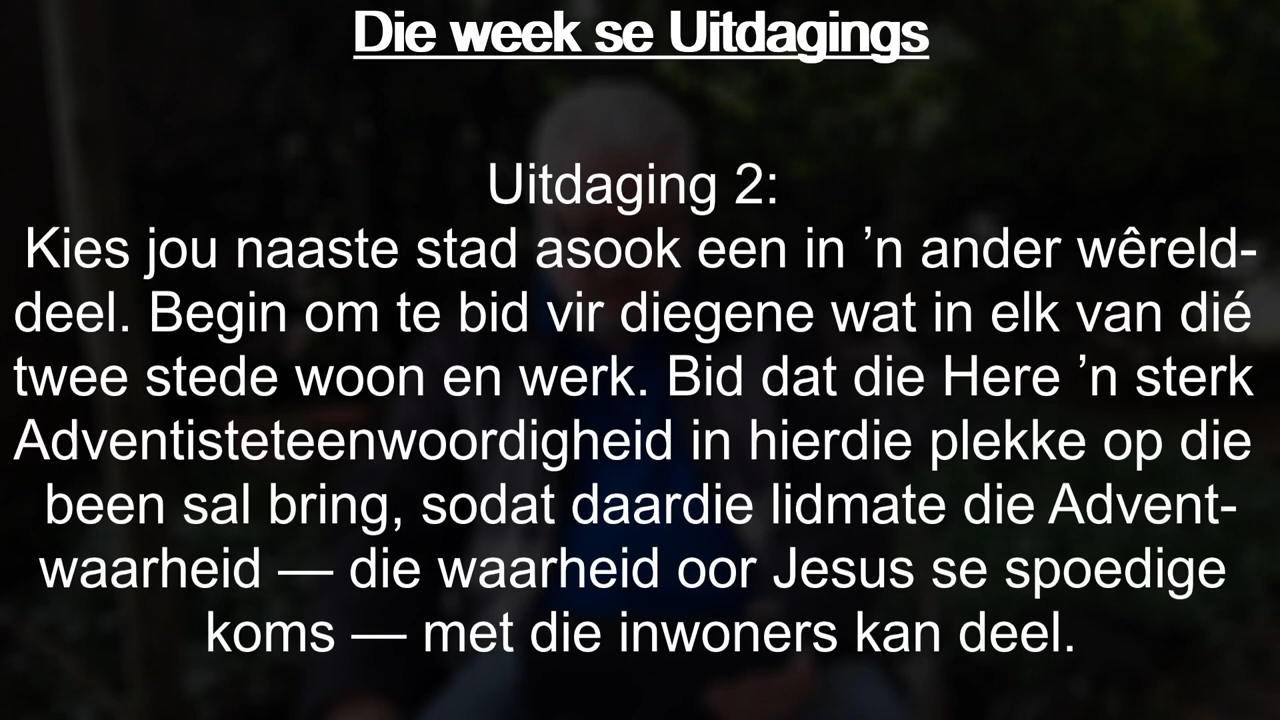 Die week se Uitdagings
Uitdaging 2:
Kies jou naaste stad asook een in ’n ander wêreld-
deel. Begin om te bid vir diegene wat in elk van dié
twee stede woon en werk. Bid dat die Here ’n sterk
Adventisteteenwoordigheid in hierdie plekke op die
been sal bring, sodat daardie lidmate die Advent-
waarheid — die waarheid oor Jesus se spoedige
koms — met die inwoners kan deel.